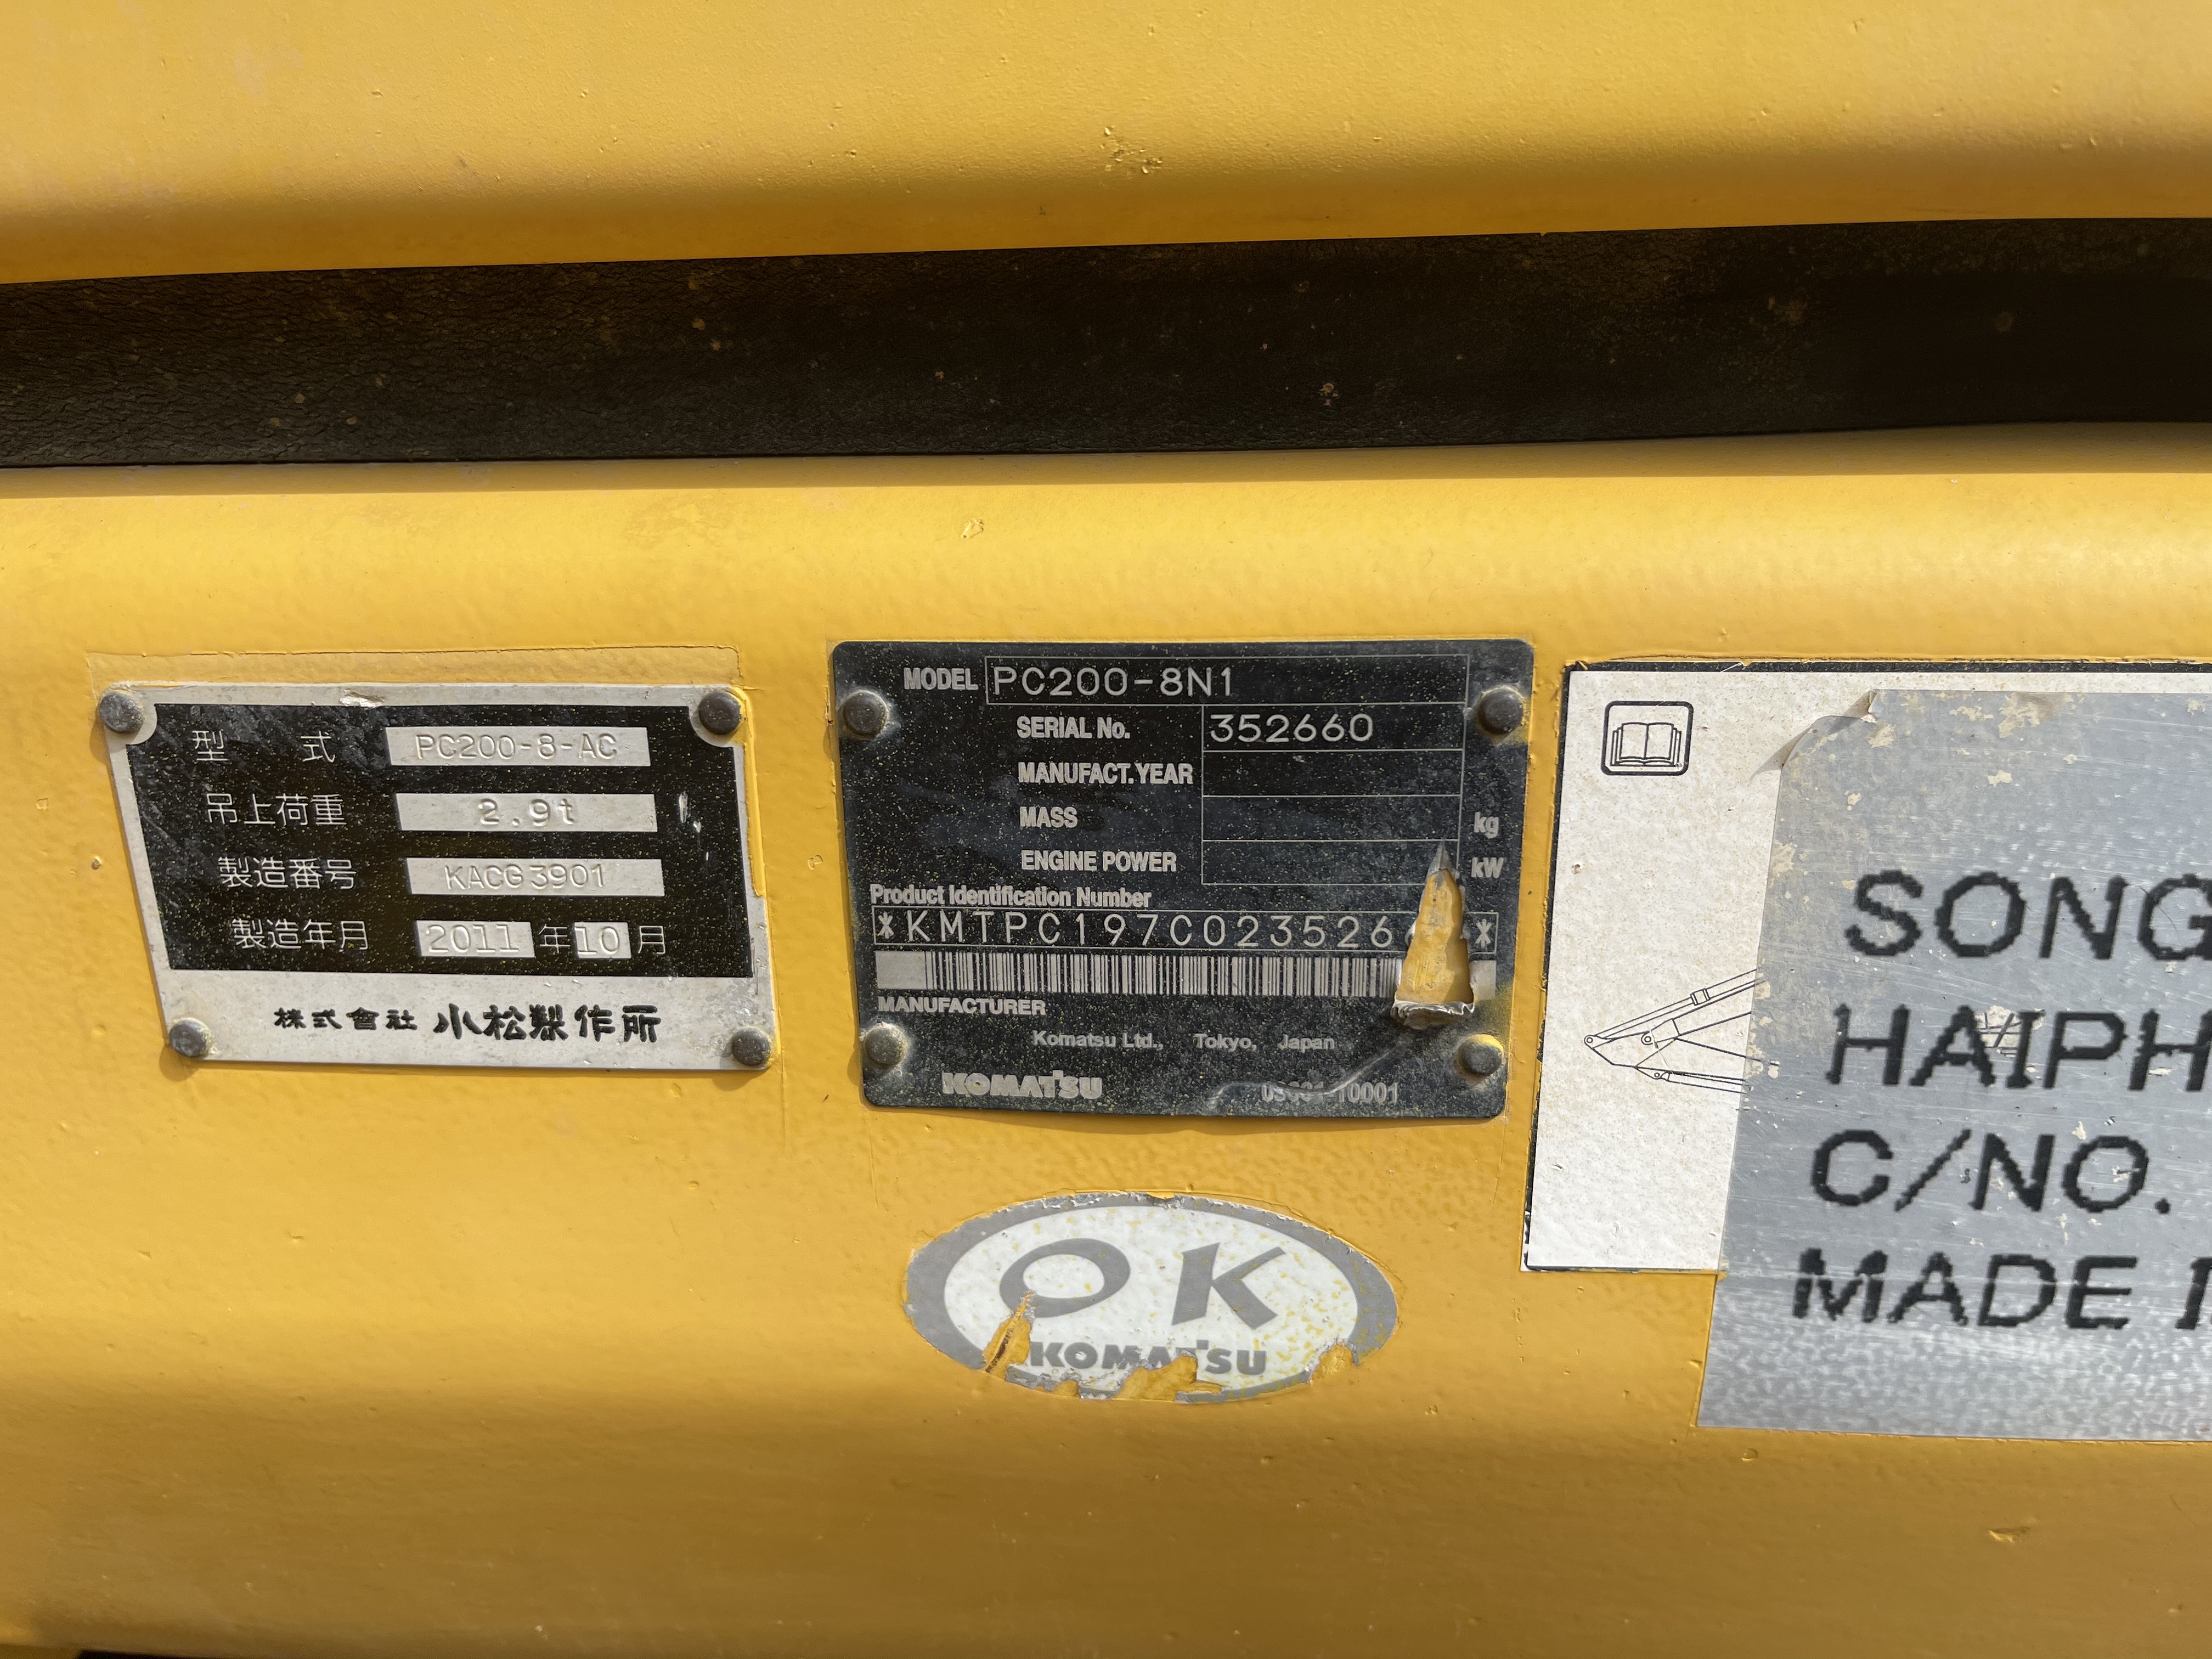 型 式 PC200-8-AC
吊上荷重 2.9t
製造番号 KACG3901
製造年月 2011 年 10 月
株式會社 小松製作所
MODEL PC200-8N1
SERIAL No. 352660
MANUFACT. YEAR
MASS kg
ENGINE POWER kW
Product Identification Number
*KMTPC197C023526 *
MANUFACTURER
Komatsu Ltd., Tokyo, Japan
KOMATSU
OK
KOMATSU
SONG
HAIPH
C/NO.
MADE I